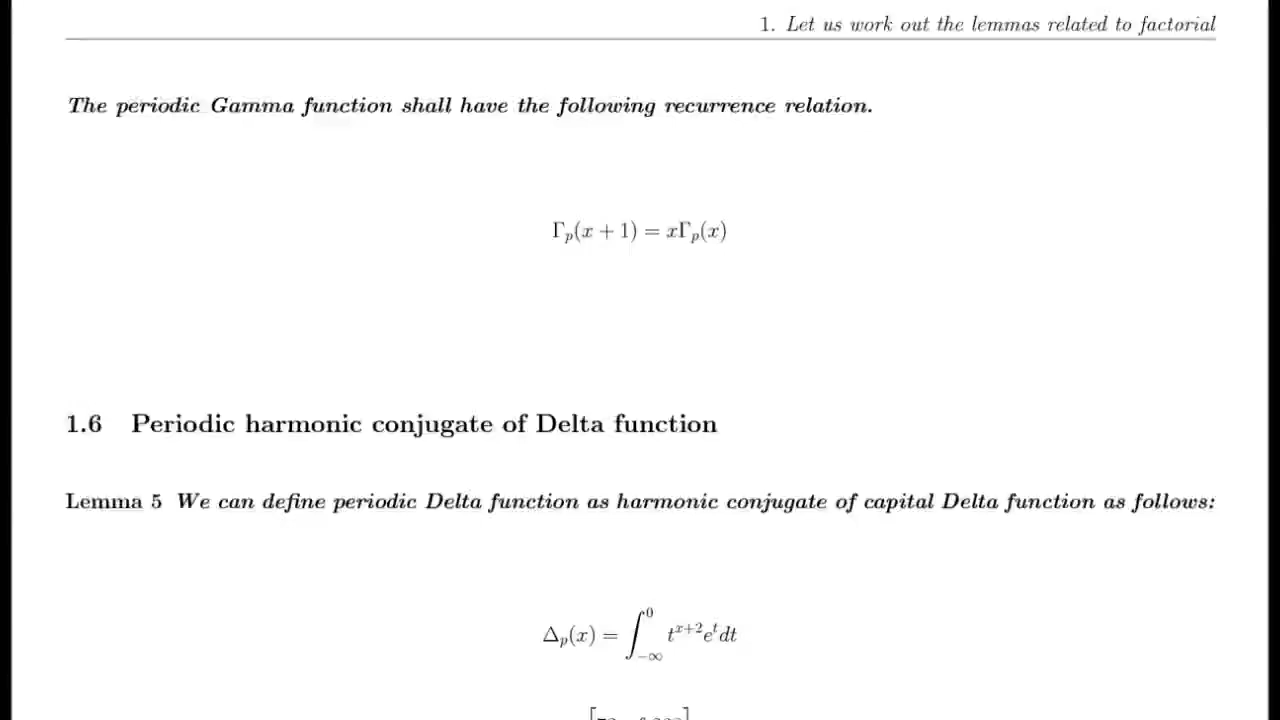 1. Let us work out the lemmas related to factorial
The periodic Gamma function shall have the following recurrence relation.
Γₚ(x + 1) = xΓₚ(x)
1.6 Periodic harmonic conjugate of Delta function
Lemma 5 We can define periodic Delta function as harmonic conjugate of capital Delta function as follows:
Δₚ(x) = ∫_{-∞}^{0} t^{x+2}e^{t}dt